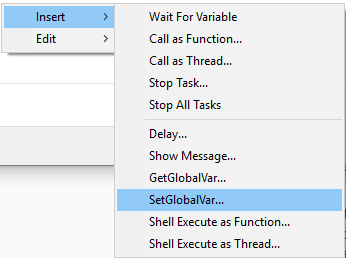 Insert
Edit
Wait For Variable
Call as Function...
Call as Thread...
Stop Task...
Stop All Tasks
Delay...
Show Message...
GetGlobalVar...
SetGlobalVar...
Shell Execute as Function...
Shell Execute as Thread...